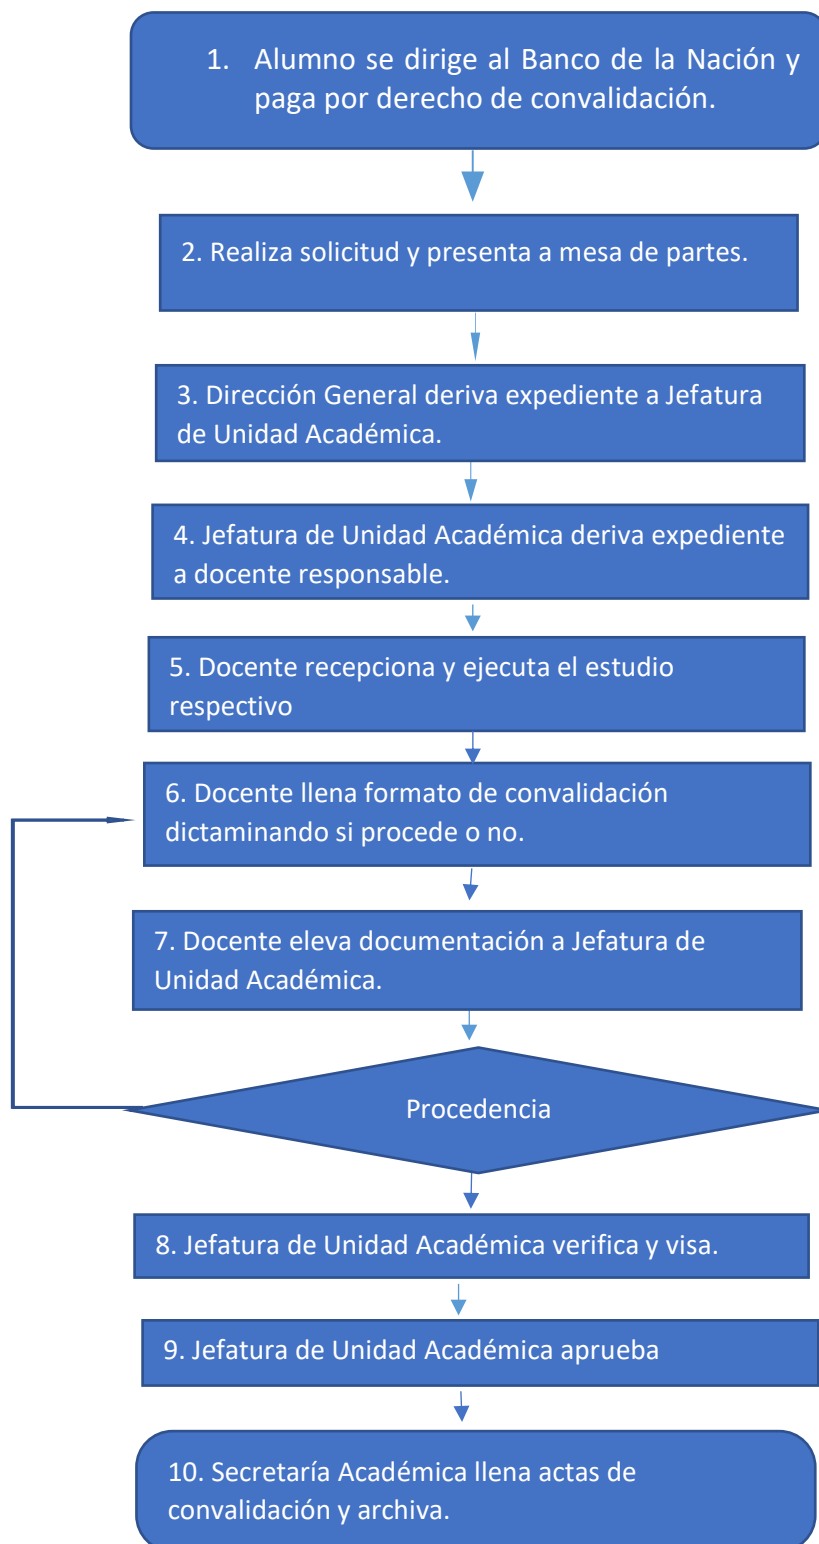 1. Alumno se dirige al Banco de la Nación y
paga por derecho de convalidación.
2. Realiza solicitud y presenta a mesa de partes.
3. Dirección General deriva expediente a Jefatura
de Unidad Académica.
4. Jefatura de Unidad Académica deriva expediente
a docente responsable.
5. Docente recepciona y ejecuta el estudio
respectivo
6. Docente llena formato de convalidación
dictaminando si procede o no.
7. Docente eleva documentación a Jefatura de
Unidad Académica.
Procedencia
8. Jefatura de Unidad Académica verifica y visa.
9. Jefatura de Unidad Académica aprueba
10. Secretaría Académica llena actas de
convalidación y archiva.